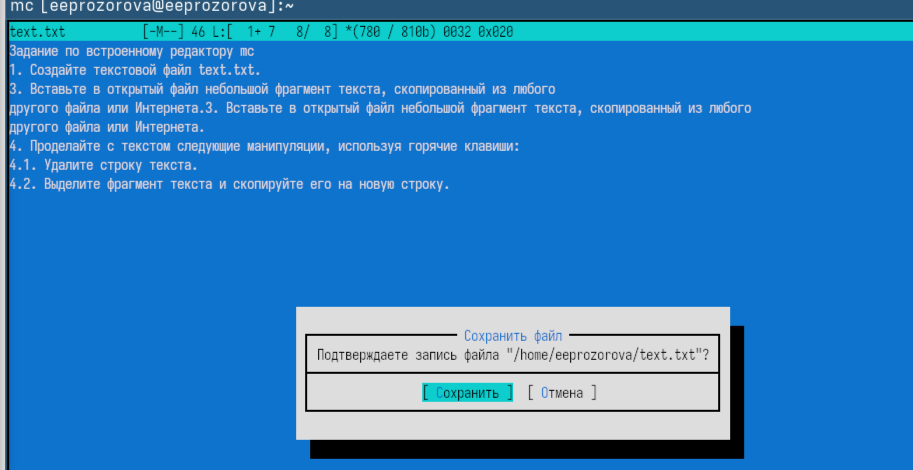 mc [eeprozorova@eeprozorova]:~
text.txt [-M--] 46 L:[ 1+ 7 8/ 8] *(780 / 810b) 0032 0x020
Задание по встроенному редактору mc
1. Создайте текстовой файл text.txt.
3. Вставьте в открытый файл небольшой фрагмент текста, скопированный из любого
другого файла или Интернета.3. Вставьте в открытый файл небольшой фрагмент текста, скопированный из любого
другого файла или Интернета.
4. Проделайте с текстом следующие манипуляции, используя горячие клавиши:
4.1. Удалите строку текста.
4.2. Выделите фрагмент текста и скопируйте его на новую строку.
Сохранить файл
Подтверждаете запись файла "/home/eeprozorova/text.txt"?
[ Сохранить ] [ Отмена ]